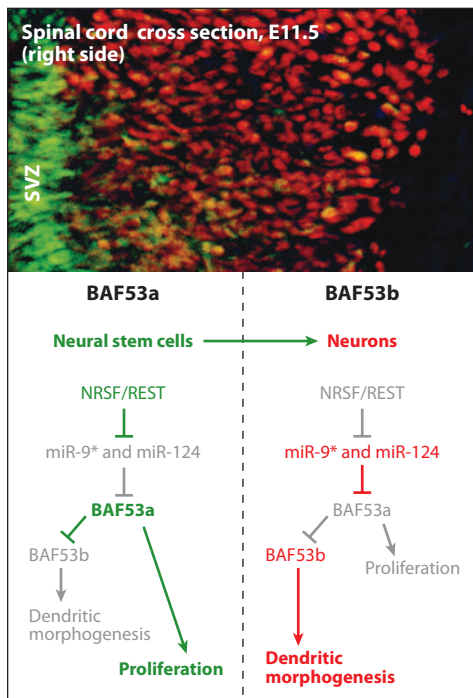 Spinal cord cross section, E11.5
(right side)
SVZ
BAF53a
BAF53b
Neural stem cells
Neurons
NRSF/REST
miR-9* and miR-124
BAF53a
BAF53b
Dendritic
morphogenesis
Proliferation
NRSF/REST
miR-9* and miR-124
BAF53a
BAF53b
Proliferation
Dendritic
morphogenesis